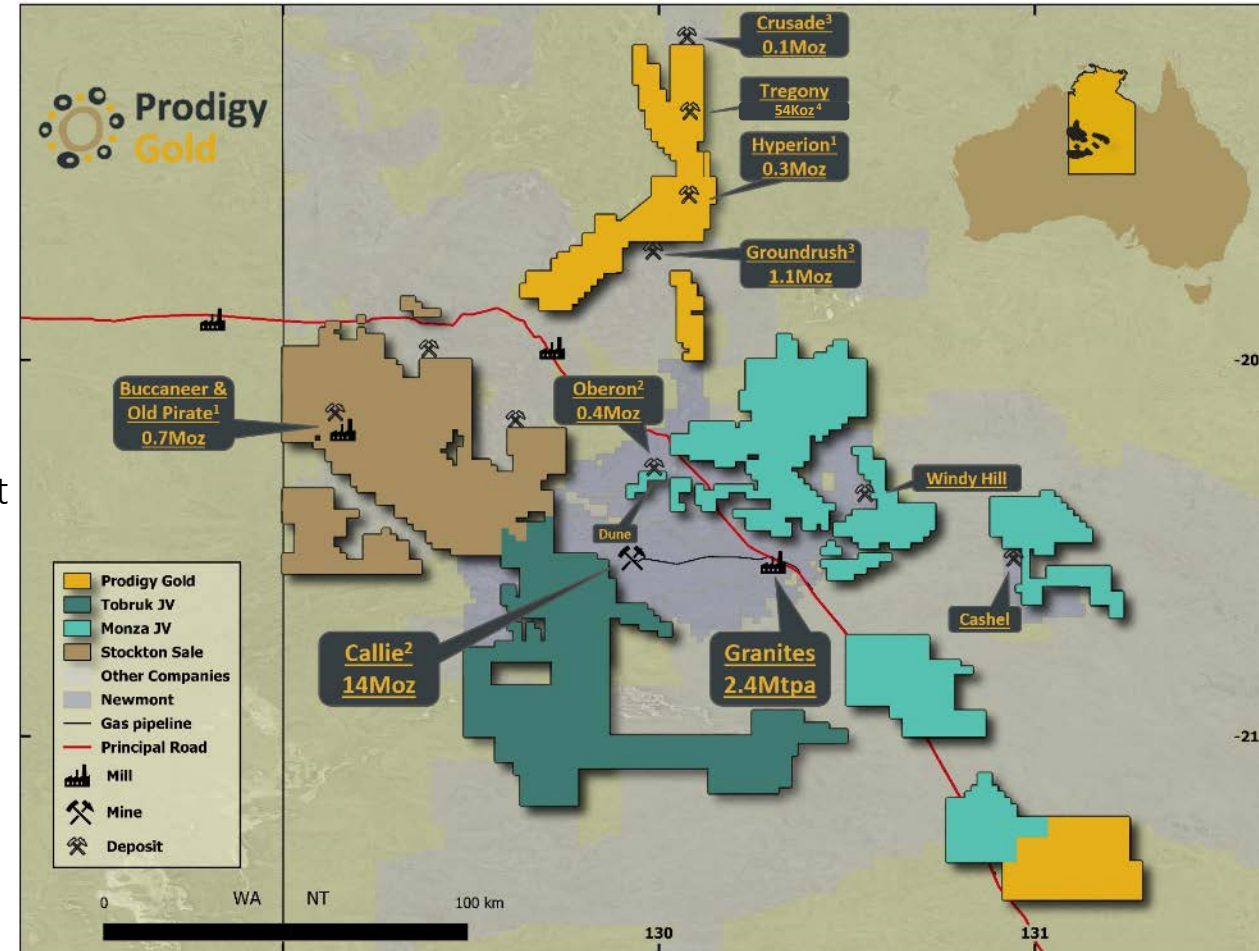 Prodigy
Gold
Crusade³
0.1Moz
Tregony
54Koz⁴
Hyperion¹
0.3Moz
Groundrush³
1.1Moz
-20
Buccaneer &
Old Pirate¹
0.7Moz
Oberon²
0.4Moz
Windy Hill
t
Dune
Cashel
Callie²
14Moz
Granites
2.4Mtpa
-21
Prodigy Gold
Tobruk JV
Monza JV
Stockton Sale
Other Companies
Newmont
Gas pipeline
Principal Road
Mill
Mine
Deposit
WA NT
0 100 km
130 131